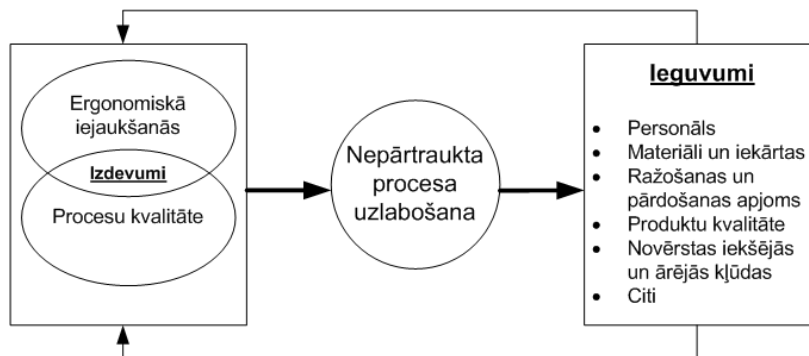 Ergonomiskā
iejaukšanās
Izdevumi
Procesu kvalitāte
Nepārtraukta
procesa
uzlabošana
Ieguvumi
• Personāls
• Materiāli un iekārtas
• Ražošanas un
pārdošanas apjoms
• Produktu kvalitāte
• Novērstas iekšējās
un ārējās kļūdas
• Citi